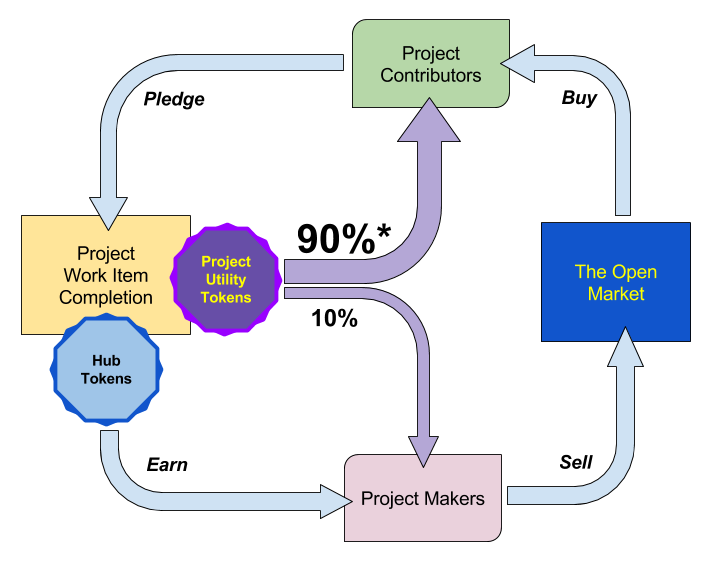 Project
Contributors
Pledge
Buy
Project
Work Item
Completion
Project
Utility
Tokens
90%*
10%
The Open
Market
Hub
Tokens
Earn
Sell
Project Makers